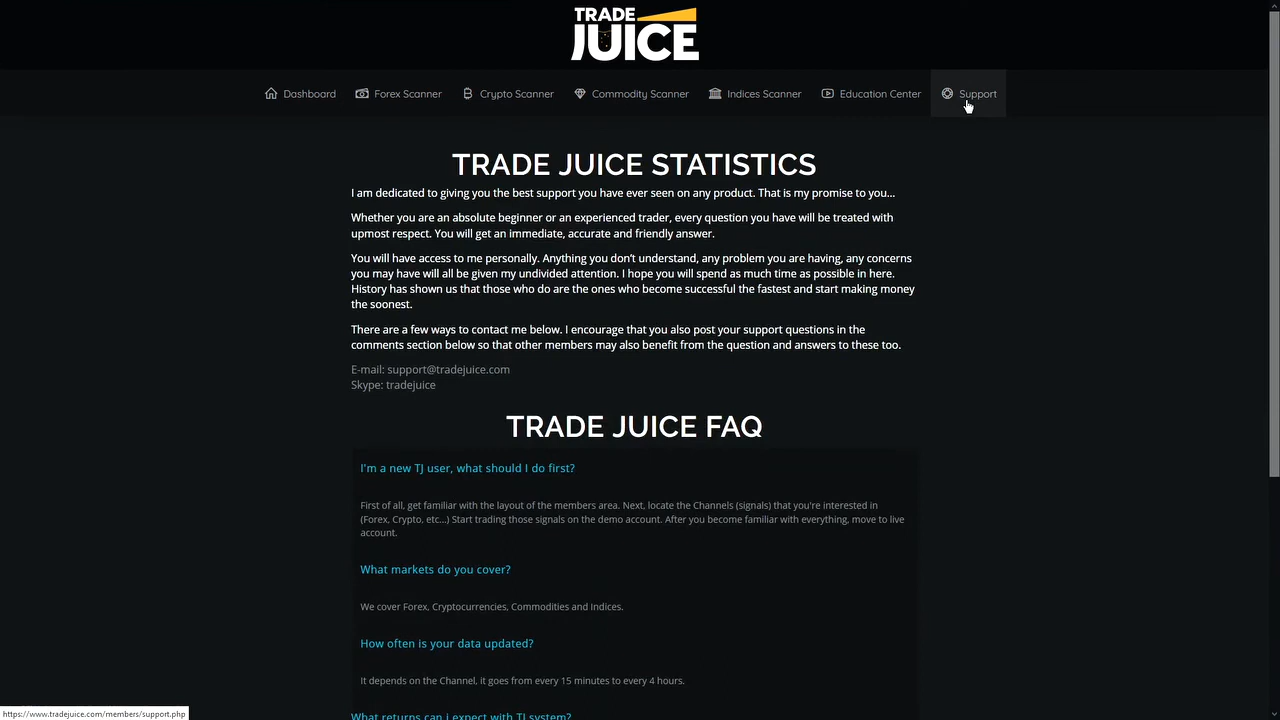 TRADE
JUICE
Dashboard Forex Scanner Crypto Scanner Commodity Scanner Indices Scanner Education Center Support
TRADE JUICE STATISTICS
I am dedicated to giving you the best support you have ever seen on any product. That is my promise to you...
Whether you are an absolute beginner or an experienced trader, every question you have will be treated with
upmost respect. You will get an immediate, accurate and friendly answer.
You will have access to me personally. Anything you don't understand, any problem you are having, any concerns
you may have will all be given my undivided attention. I hope you will spend as much time as possible in here.
History has shown us that those who do are the ones who become successful the fastest and start making money
the soonest.
There are a few ways to contact me below. I encourage that you also post your support questions in the
comments section below so that other members may also benefit from the question and answers to these too.
E-mail: support@tradejuice.com
Skype: tradejuice
TRADE JUICE FAQ
I'm a new TJ user, what should I do first?
First of all, get familiar with the layout of the members area. Next, locate the Channels (signals) that you're interested in
(Forex, Crypto, etc...) Start trading those signals on the demo account. After you become familiar with everything, move to live
account.
What markets do you cover?
We cover Forex, Cryptocurrencies, Commodities and Indices.
How often is your data updated?
It depends on the Channel, it goes from every 15 minutes to every 4 hours.
What returns can i expect with TJ system?
https://www.tradejuice.com/members/support.php